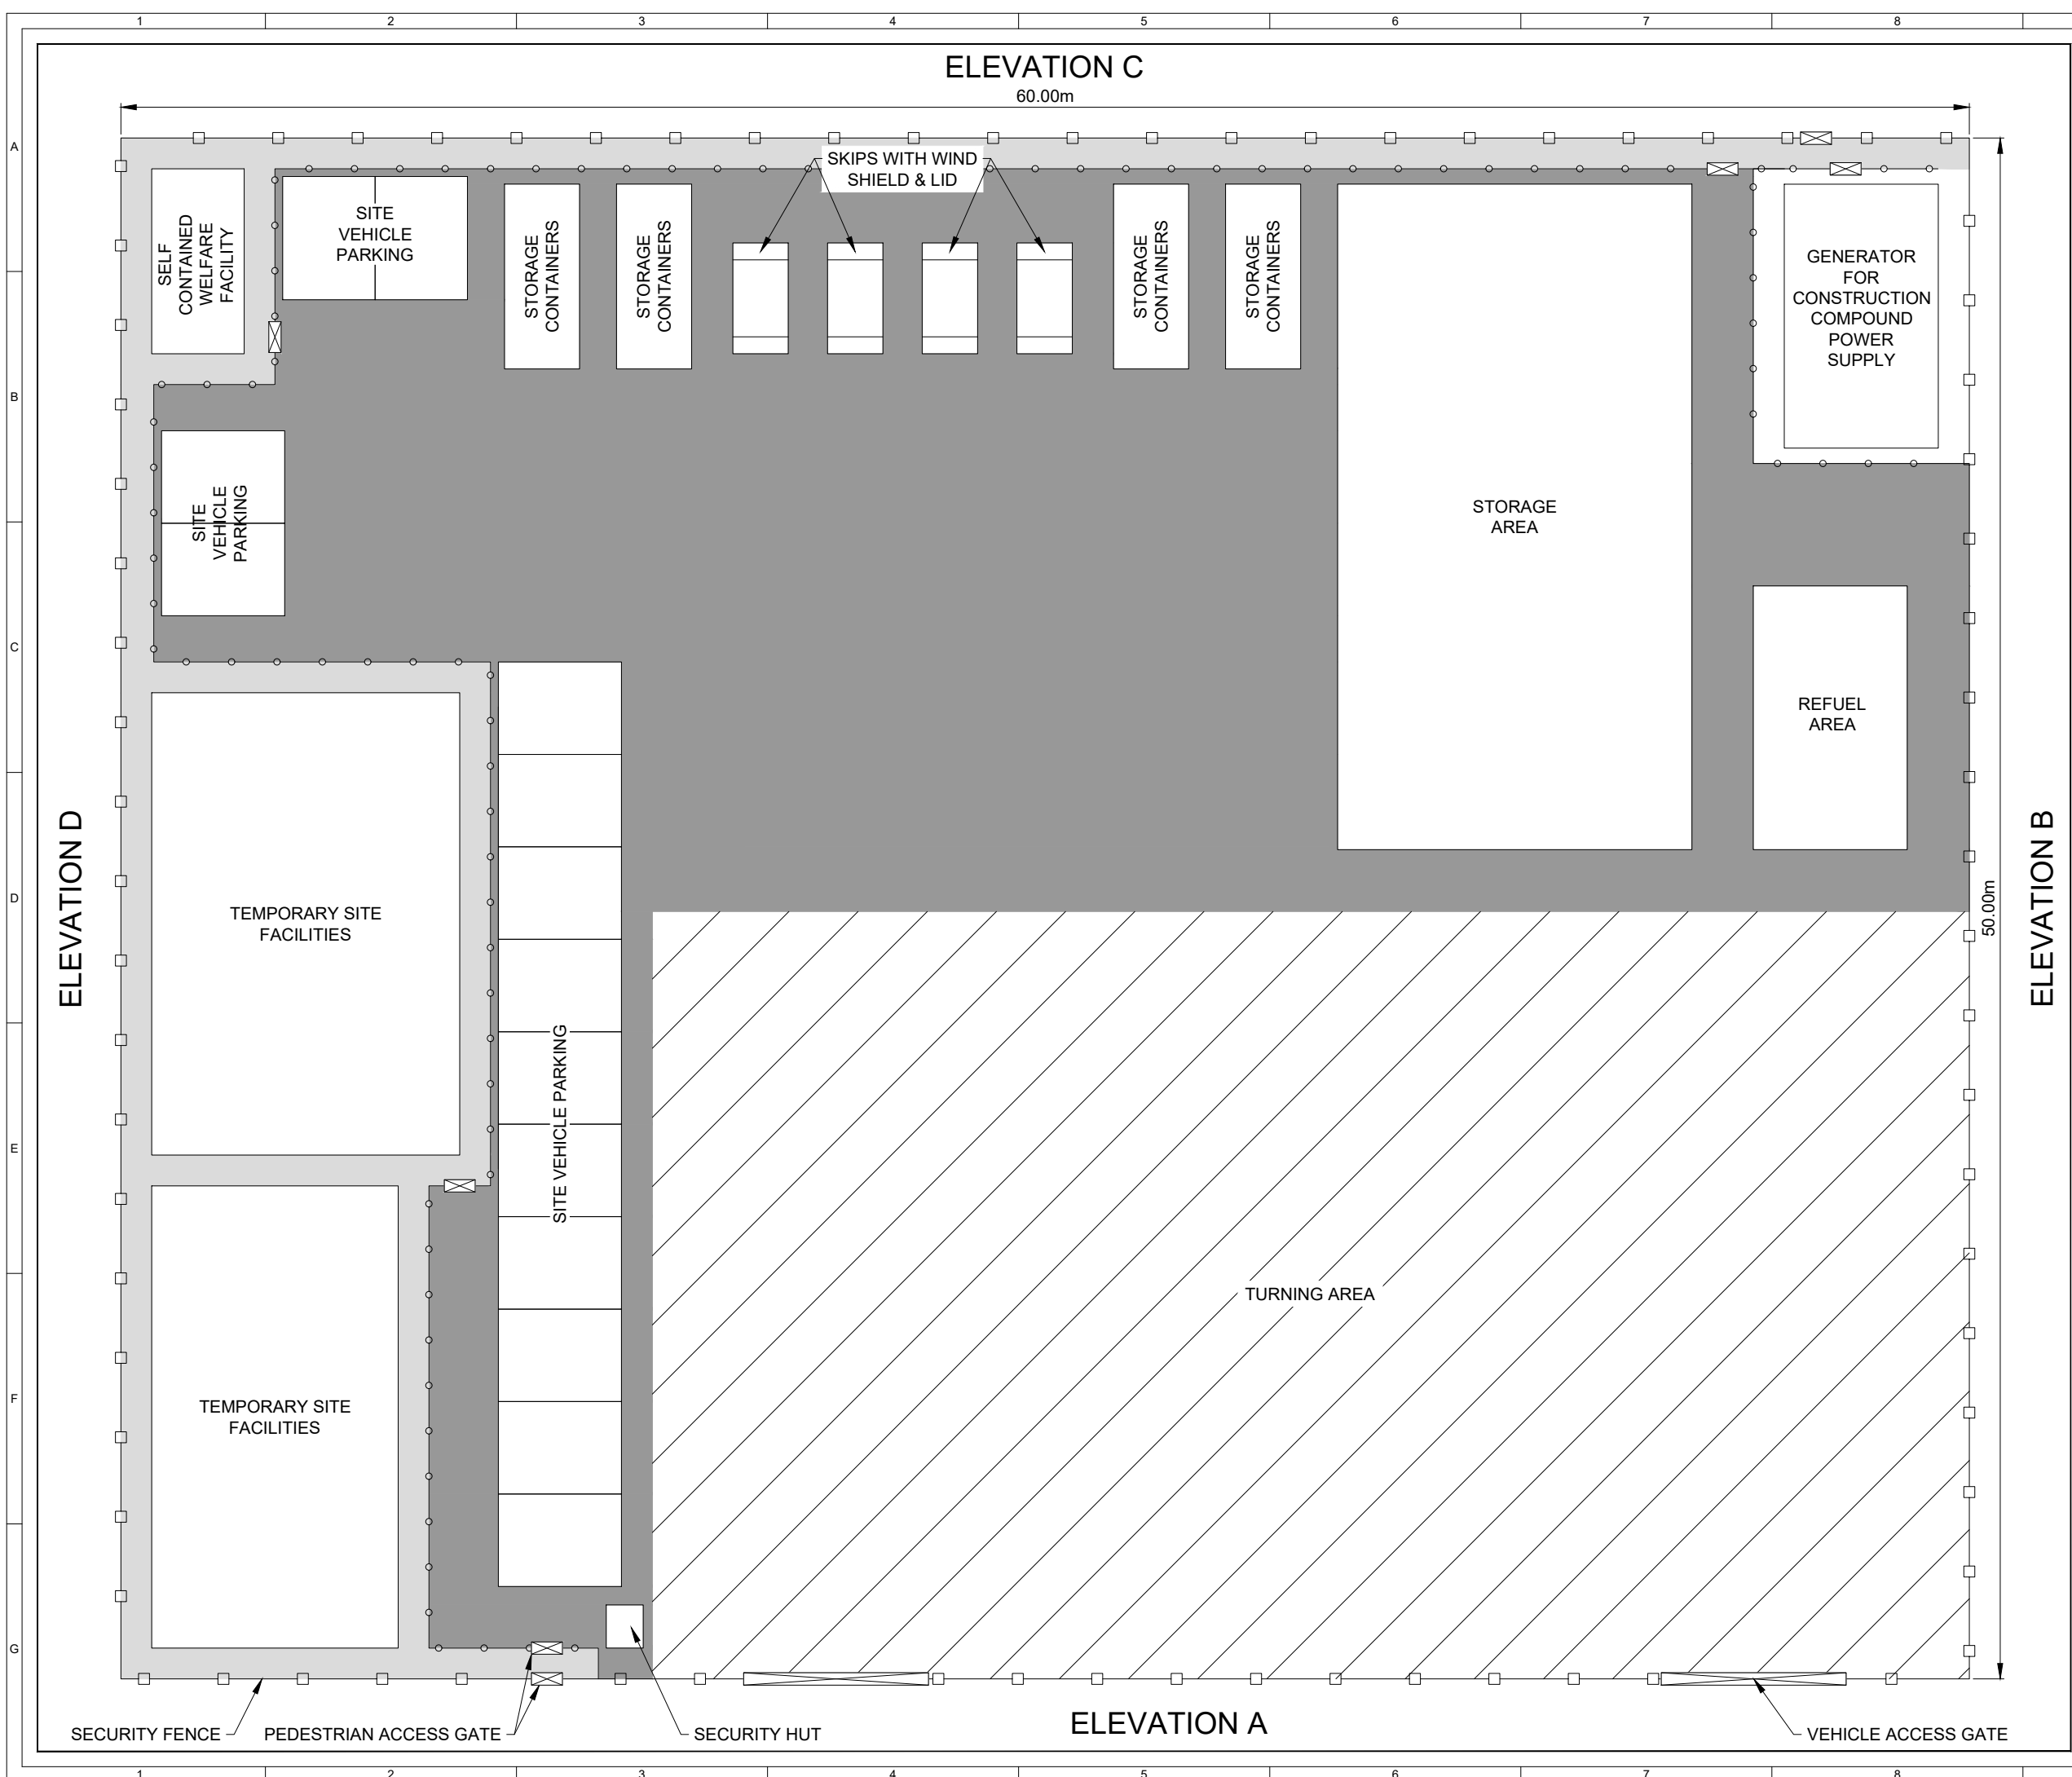 1 2 3 4 5 6 7 8
ELEVATION C
60.00m
A
B
C
D
E
F
G
SKIPS WITH WIND
SHIELD & LID
SELF
CONTAINED
WELFARE
FACILITY
SITE
VEHICLE
PARKING
STORAGE
CONTAINERS
STORAGE
CONTAINERS
STORAGE
CONTAINERS
STORAGE
CONTAINERS
GENERATOR
FOR
CONSTRUCTION
COMPOUND
POWER
SUPPLY
SITE
VEHICLE
PARKING
STORAGE
AREA
REFUEL
AREA
ELEVATION D
TEMPORARY SITE
FACILITIES
50.00m
ELEVATION B
SITE VEHICLE PARKING
TURNING AREA
TEMPORARY SITE
FACILITIES
SECURITY FENCE
PEDESTRIAN ACCESS GATE
SECURITY HUT
ELEVATION A
VEHICLE ACCESS GATE
1 2 3 4 5 6 7 8